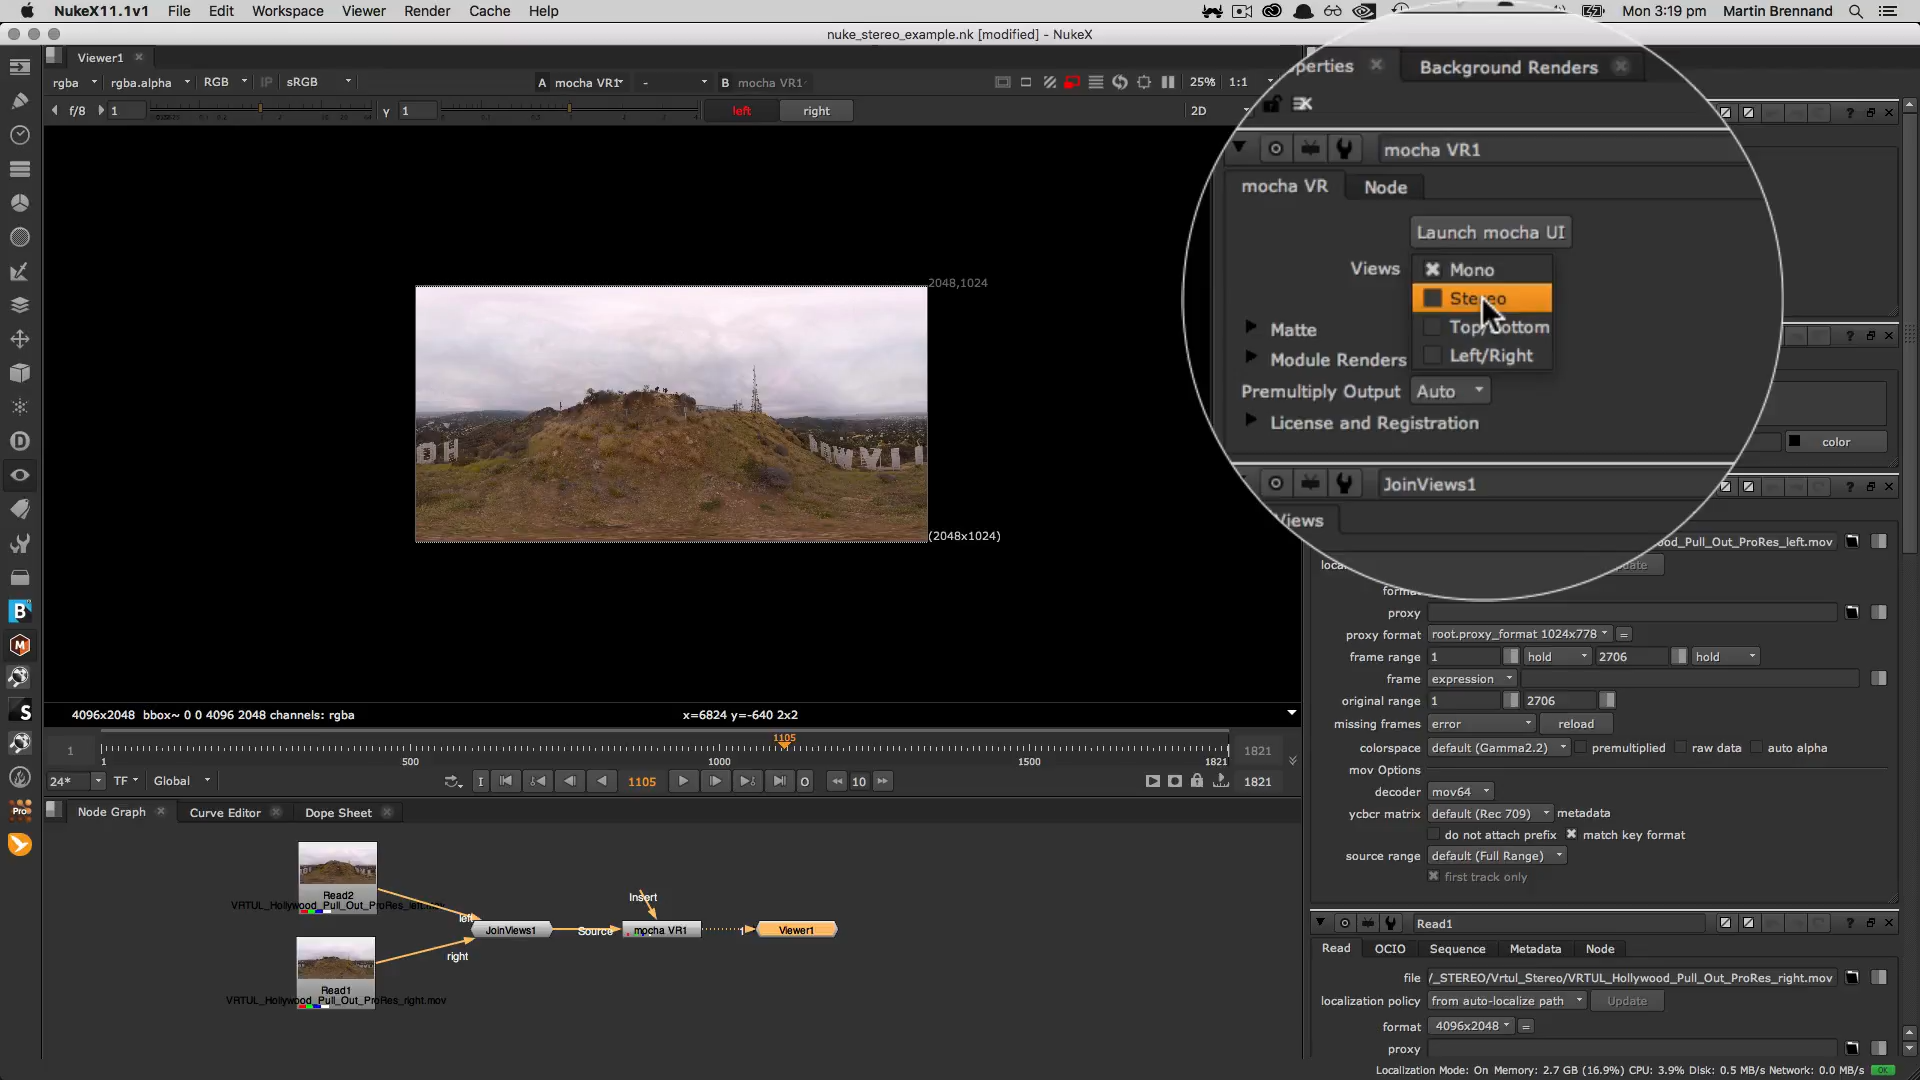 NukeX11.1v1 File Edit Workspace Viewer Render Cache Help
Mon 3:19 pm Martin Brennand
nuke_stereo_example.nk [modified] - NukeX
Viewer1
rgba rgba.alpha RGB IP sRGB A mocha VR1 - B mocha VR1 25% 1:1
f/8 1 Y 1 left right 2D
2048,1024
(2048x1024)
4096x2048 bbox~ 0 0 4096 2048 channels: rgba
x=6824 y=-640 2x2
1 1105 1821
1 500 1000 1500 1821
24* TF Global I 1105 O 10 1821
Node Graph Curve Editor Dope Sheet
Read2
VRTUL_Hollywood_Pull_Out_ProRes_left
left
Read1
VRTUL_Hollywood_Pull_Out_ProRes_right.mov
right
JoinViews1
Source
Insert
mocha VR1
1
Viewer1
perties Background Renders
mocha VR1
mocha VR Node
Launch mocha UI
Views Mono
Stereo
Top/Bottom
Left/Right
Matte
Module Renders
Premultiply Output Auto
License and Registration
color
JoinViews1
Views
ood_Pull_Out_ProRes_left.mov
proxy
proxy format root.proxy_format 1024x778 =
frame range 1 hold 2706 hold
frame expression
original range 1 2706
missing frames error reload
colorspace default (Gamma2.2) premultiplied raw data auto alpha
mov Options
decoder mov64
ycbcr matrix default (Rec 709) metadata
do not attach prefix match key format
source range default (Full Range)
first track only
Read1
Read OCIO Sequence Metadata Node
file /_STEREO/Vrtul_Stereo/VRTUL_Hollywood_Pull_Out_ProRes_right.mov
localization policy from auto-localize path Update
format 4096x2048 =
proxy
Localization Mode: On Memory: 2.7 GB (16.9%) CPU: 3.9% Disk: 0.5 MB/s Network: 0.0 MB/s OK